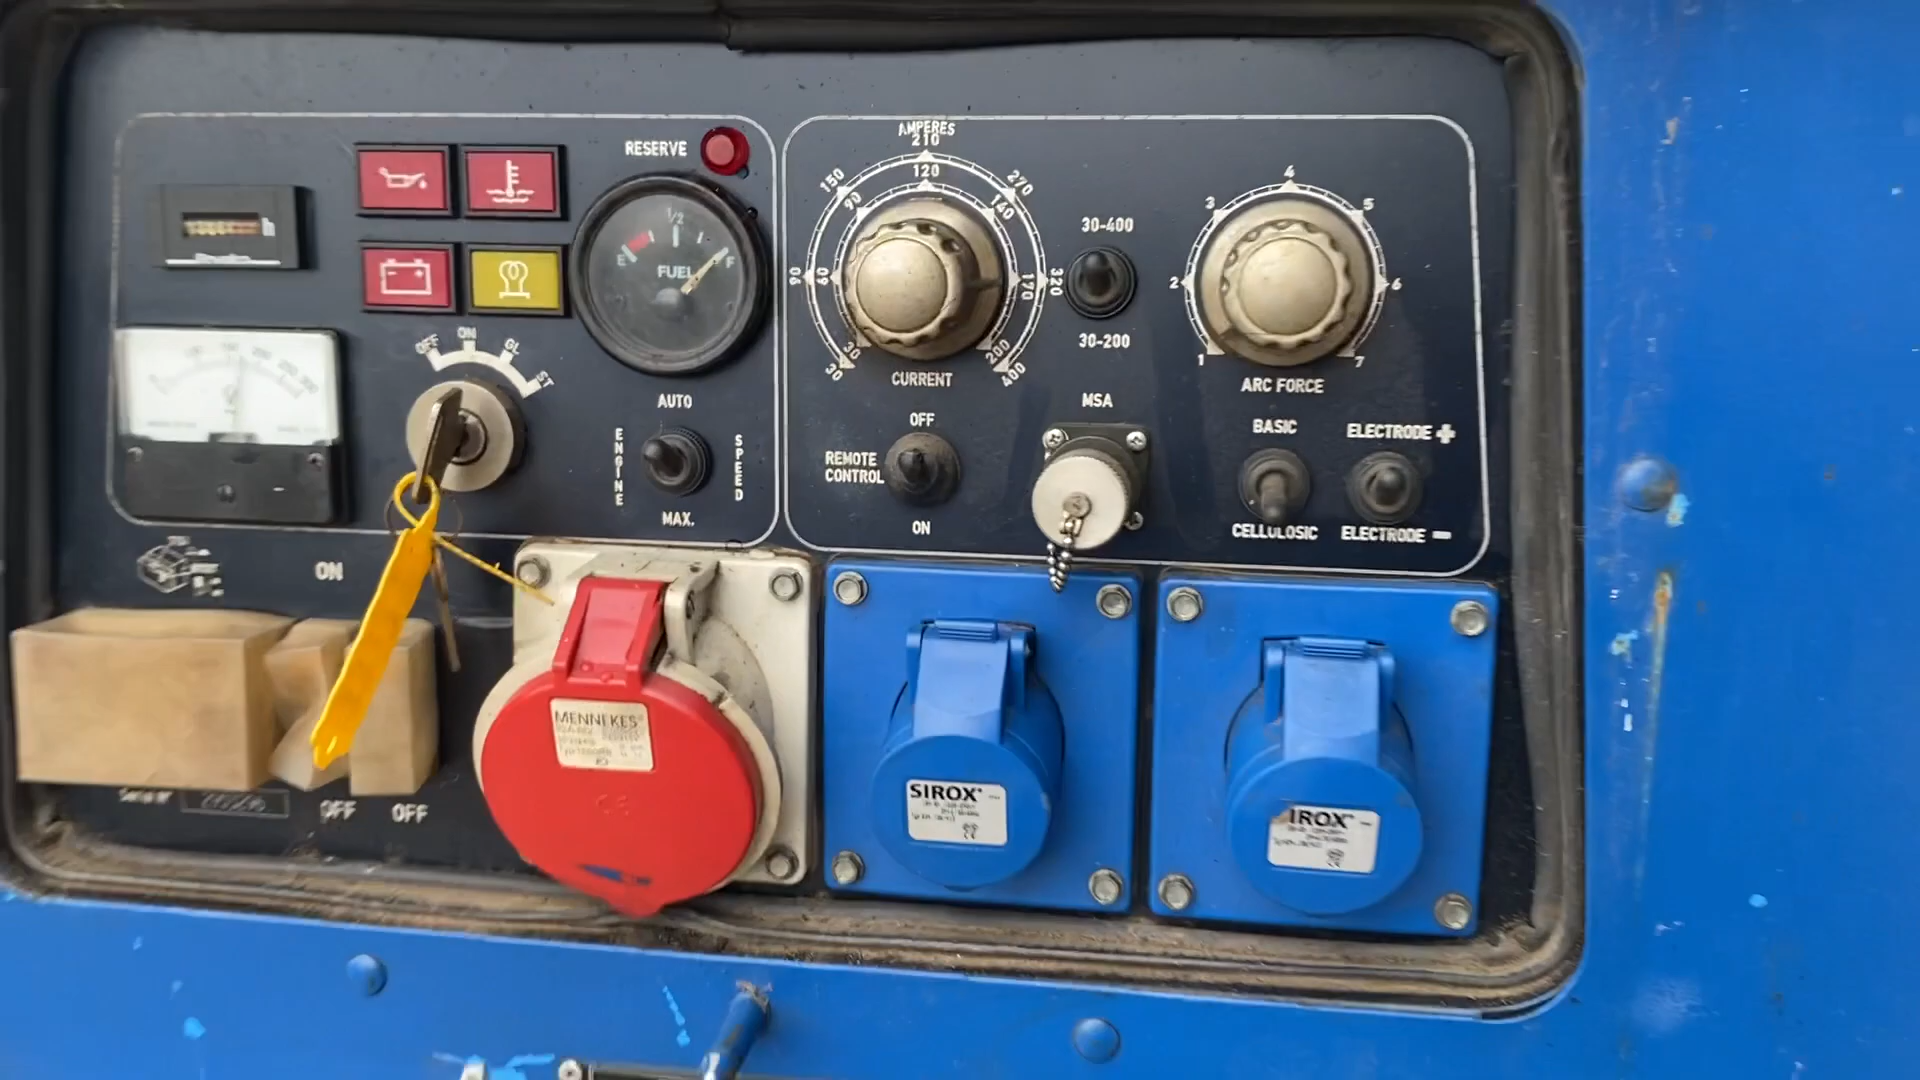 RESERVE
h
E
1/2
F
FUEL
OFF
ON
GL
ST
AUTO
ENGINE
SPEED
MAX.
ON
OFF
OFF
AMPERES
210
150
270
120
90
140
90
60
170
320
30
200
30
400
CURRENT
30-400
30-200
4
3
5
2
6
1
7
ARC FORCE
OFF
REMOTE
CONTROL
ON
MSA
BASIC
CELLULOSIC
ELECTRODE +
ELECTRODE -
MENNEKES
SIROX
IROX